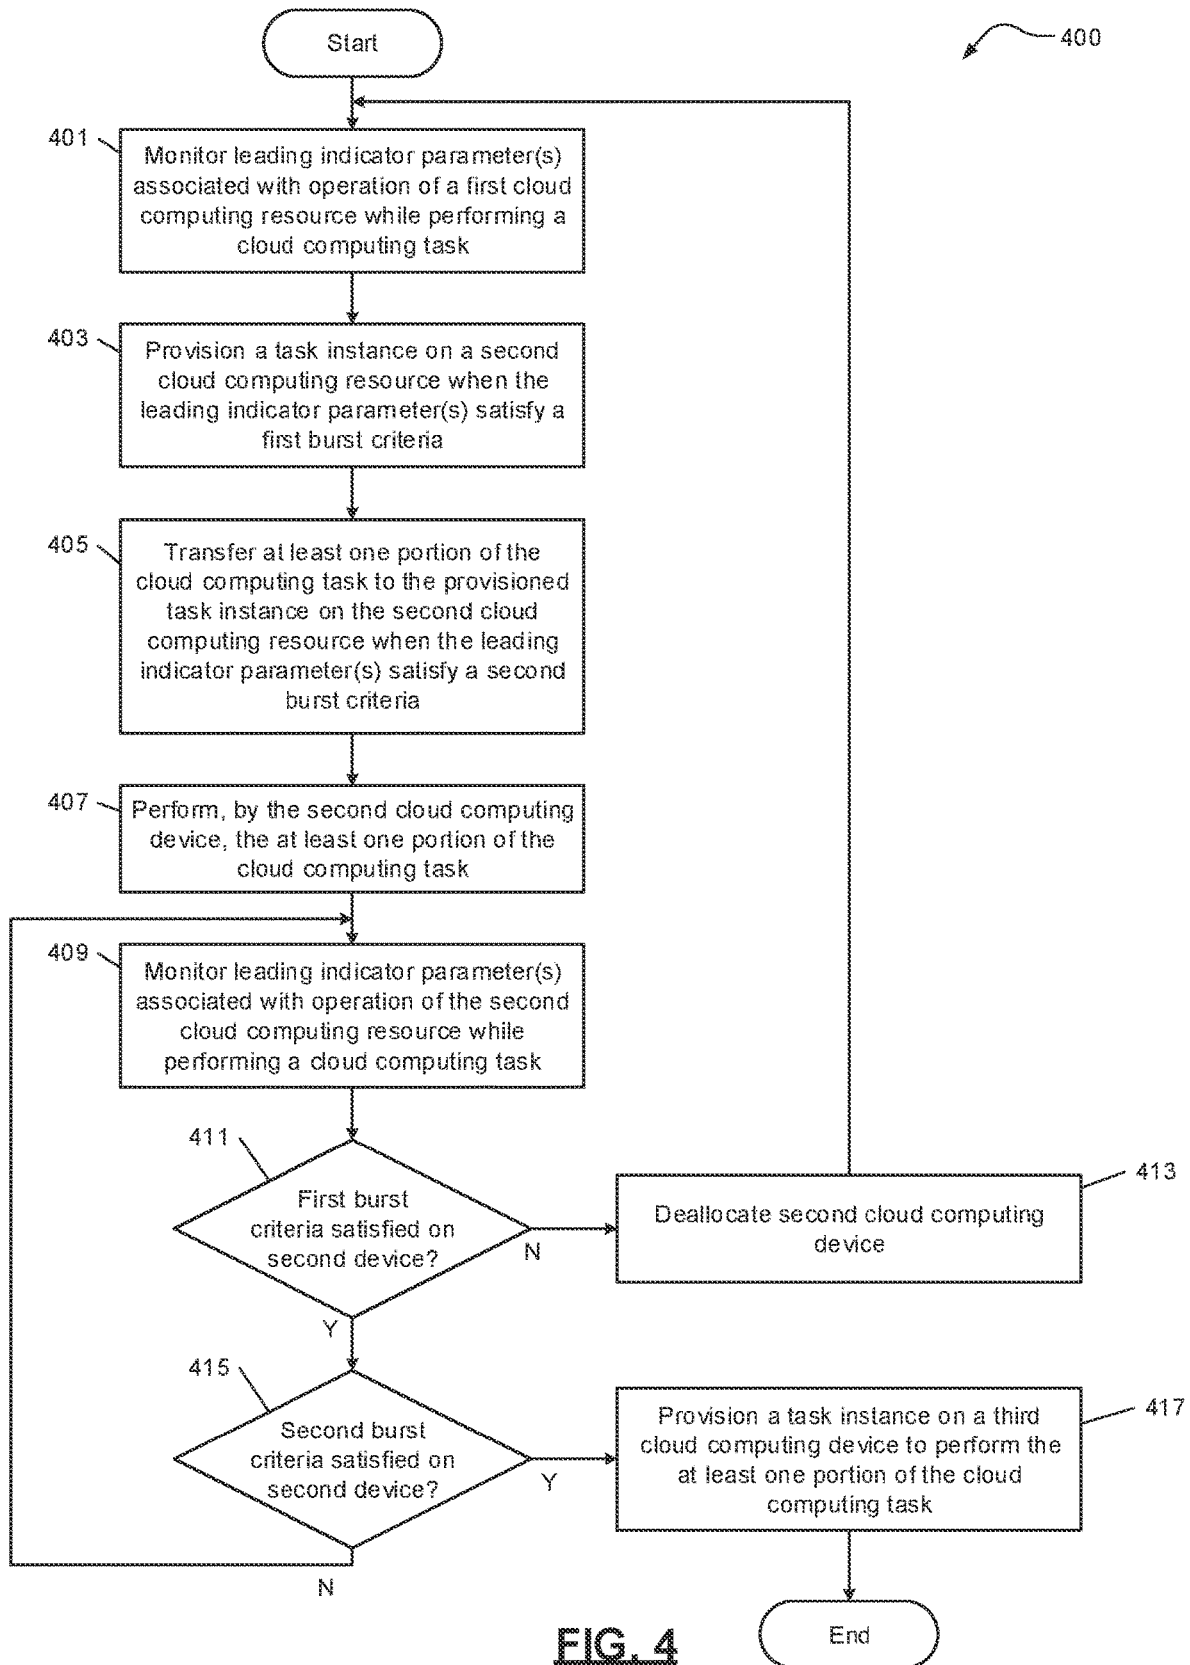 Start
400
401
Monitor leading indicator parameter(s)
associated with operation of a first cloud
computing resource while performing a
cloud computing task
403
Provision a task instance on a second
cloud computing resource when the
leading indicator parameter(s) satisfy a
first burst criteria
405
Transfer at least one portion of the
cloud computing task to the provisioned
task instance on the second cloud
computing resource when the leading
indicator parameter(s) satisfy a second
burst criteria
407
Perform, by the second cloud computing
device, the at least one portion of the
cloud computing task
409
Monitor leading indicator parameter(s)
associated with operation of the second
cloud computing resource while
performing a cloud computing task
411
First burst
criteria satisfied on
second device?
N
Y
413
Deallocate second cloud computing
device
415
Second burst
criteria satisfied on
second device?
Y
N
417
Provision a task instance on a third
cloud computing device to perform the
at least one portion of the cloud
computing task
End
FIG. 4